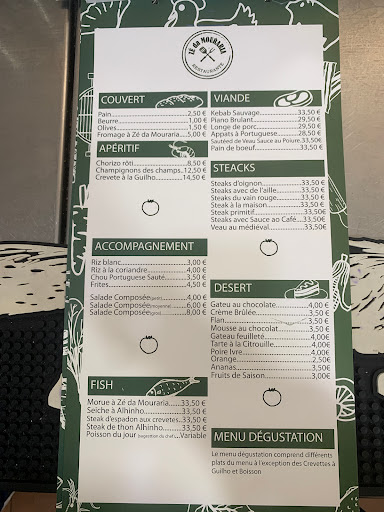 ZÉ da MOURARIA
RESTAURANTE
COUVERT
Pain.....................................2,50 €
Beurre..................................1,00 €
Olives...................................1,50 €
Fromage à Zé da Mouraria......5,00 €
APÉRITIF
Chorizo rôti..........................8,50 €
Champignons des champs..12,50 €
Crevete à la Guilho...............14,50 €
ACCOMPAGNEMENT
Riz blanc.............................3,00 €
Riz à la coriandre................4,00 €
Chou Portuguese Sauté........3,50 €
Frites..................................4,50 €
Salade Composée.................4,00 €
Salade Composée.................6,00 €
Salade Composée.................8,00 €
FISH
Morue à Zé da Mouraria......33,50 €
Seiche à Alhinho..................33,50 €
Steak d'espadon aux crevetes..33,50 €
Steak de thon Alhinho..........33,50 €
Poisson du jour (sugestion du chef)...Variable
VIANDE
Kebab Sauvage....................33,50 €
Piano Brulant.......................29,50 €
Longe de porc......................29,50 €
Appats à Portuguese.............28,50 €
Sauteéd de Veau Sauce au Poivre.33,50 €
Pain de boeuf.......................33,50 €
STEACKS
Steaks d'oignon....................33,50 €
Steaks avec de l'aille.............33,50 €
Steaks du vain rouge.............33,50 €
Steak à la maison.................33,50 €
Steak primitif.......................33,50 €
Steaks avec Sauce ao Café....33,50 €
Veau au médiéval.................33,50 €
DESERT
Gateau au chocolate..............4,00€
Crème Brûlée........................3,50€
Flan.....................................3,50€
Mousse au chocolat...............3,50€
Gateau feuilleté....................4,00€
Tarte à la Citrouille................4,00€
Poire Ivre.............................4,00€
Orange.................................2,50€
Ananas.................................3,50€
Fruits de Saison....................3,00€
MENU DÉGUSTATION
Le menu dégustation comprend différents
plats du menu à l'exception des Crevettes à
Guilho et Boisson